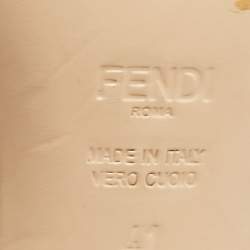 FENDI
ROMA
MADE IN ITALY
VERO CUOIO